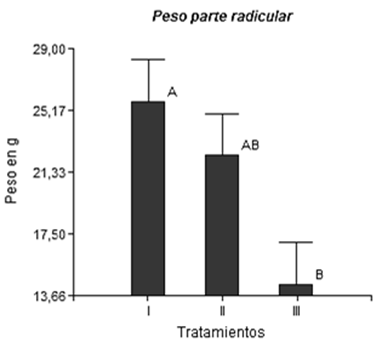 Peso parte radicular
29,00
25,17
21,33
17,50
13,66
Peso en g
A
AB
B
I II III
Tratamientos